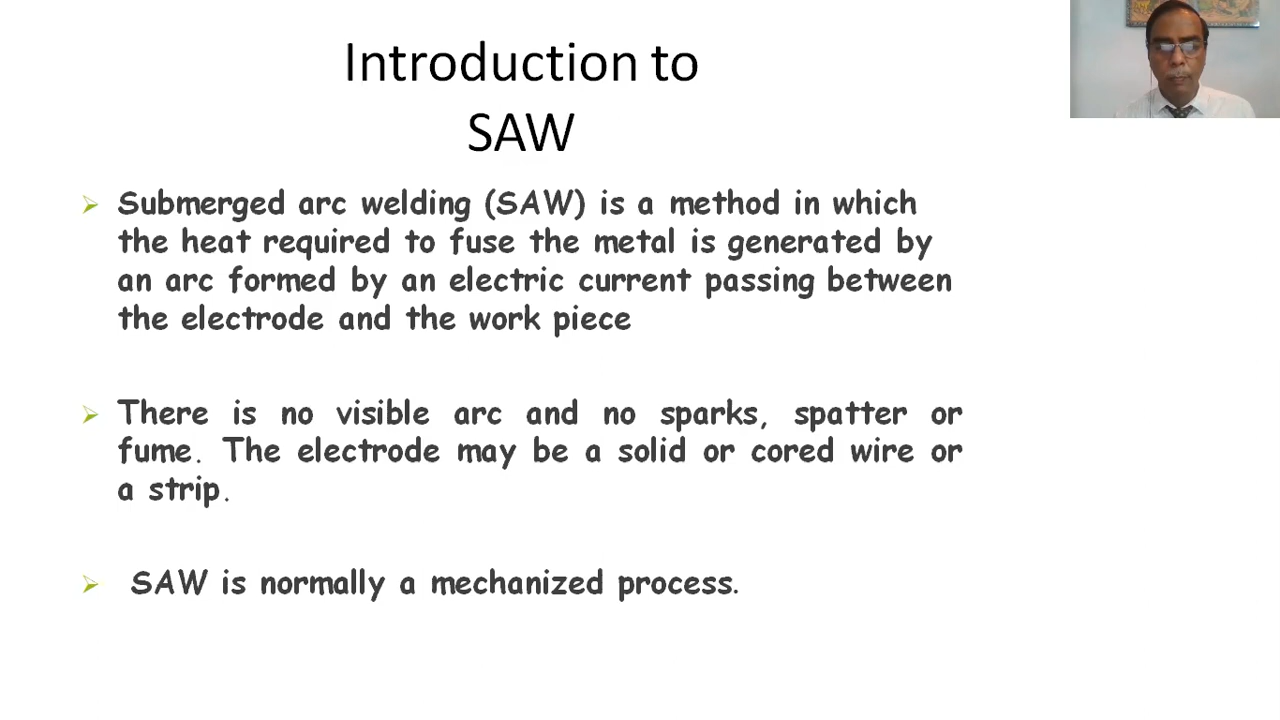 Introduction to
SAW
Submerged arc welding (SAW) is a method in which
the heat required to fuse the metal is generated by
an arc formed by an electric current passing between
the electrode and the work piece
There is no visible arc and no sparks, spatter or
fume. The electrode may be a solid or cored wire or
a strip.
SAW is normally a mechanized process.